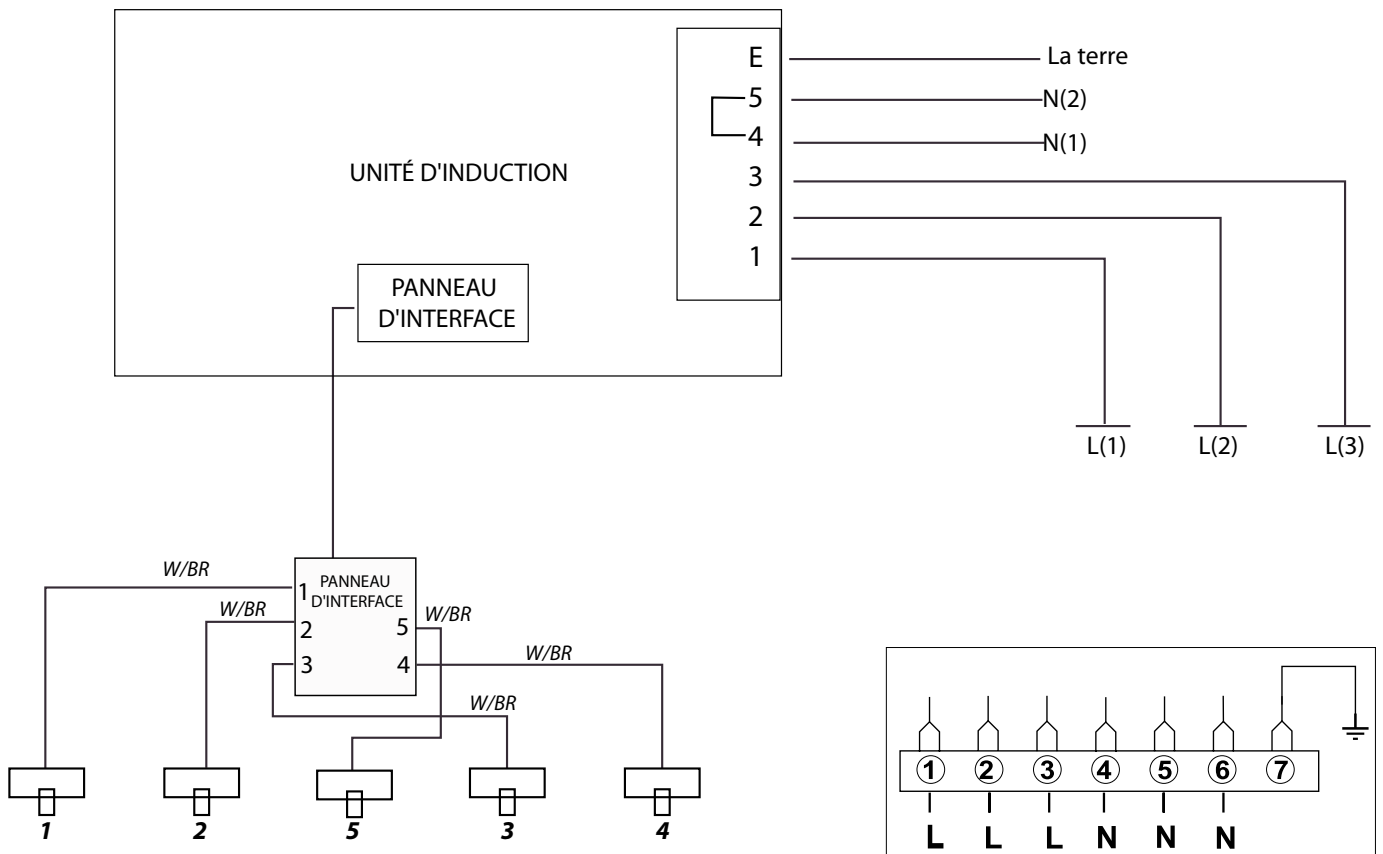 E
La terre
5
N(2)
4
N(1)
UNITÉ D'INDUCTION
3
2
1
PANNEAU
D'INTERFACE
L(1)
L(2)
L(3)
W/BR
1
PANNEAU
D'INTERFACE
W/BR
2
5
W/BR
3
4
W/BR
W/BR
1
2
5
3
4
1 2 3 4 5 6 7
L L L N N N